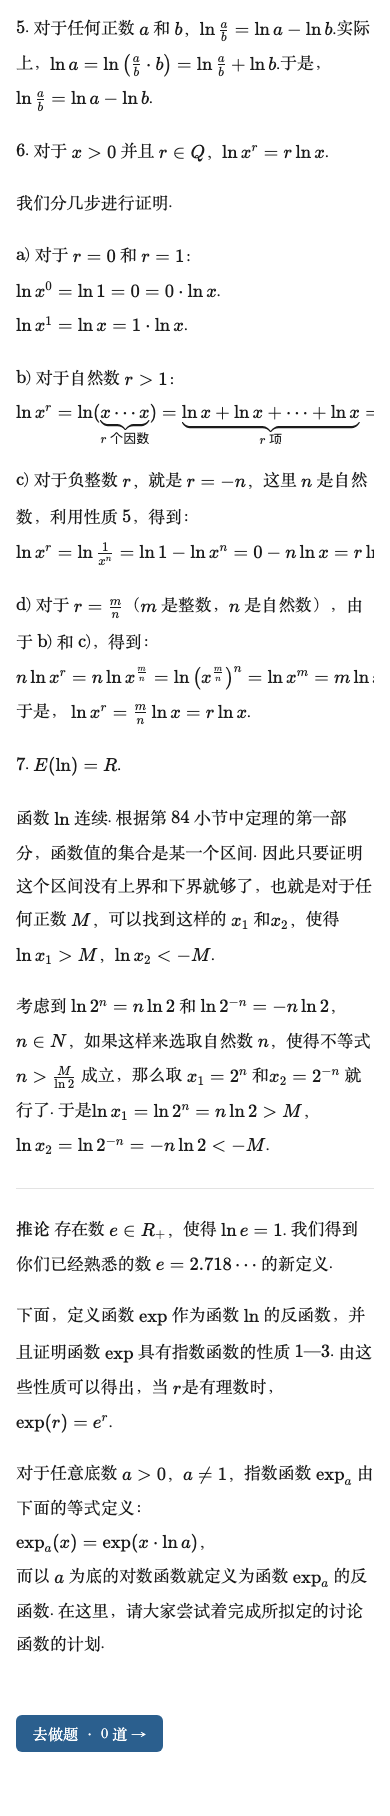 5. 对于任何正数 a 和 b, ln a/b = ln a − ln b.实际
上, ln a = ln (a/b · b) = ln a/b + ln b.于是,
ln a/b = ln a − ln b.
6. 对于 x > 0 并且 r ∈ Q, ln x^r = r ln x.
我们分几步进行证明.
a) 对于 r = 0 和 r = 1:
ln x^0 = ln 1 = 0 = 0 · ln x.
ln x^1 = ln x = 1 · ln x.
b) 对于自然数 r > 1:
ln x^r = ln(x ⋯ x) = ln x + ln x + ⋯ + ln x =
r 个因数 r 项
c) 对于负整数 r, 就是 r = −n, 这里 n 是自然
数, 利用性质 5, 得到:
ln x^r = ln 1/x^n = ln 1 − ln x^n = 0 − n ln x = r l
d) 对于 r = m/n (m 是整数, n 是自然数), 由
于 b) 和 c), 得到:
n ln x^r = n ln x^(m/n) = ln (x^(m/n))^n = ln x^m = m ln
于是, ln x^r = m/n ln x = r ln x.
7. E(ln) = R.
函数 ln 连续. 根据第 84 小节中定理的第一部
分, 函数值的集合是某一个区间. 因此只要证明
这个区间没有上界和下界就够了, 也就是对于任
何正数 M, 可以找到这样的 x₁ 和x₂, 使得
ln x₁ > M, ln x₂ < −M.
考虑到 ln 2^n = n ln 2 和 ln 2^−n = −n ln 2,
n ∈ N, 如果这样来选取自然数 n, 使得不等式
n > M/ln 2 成立, 那么取 x₁ = 2^n 和x₂ = 2^−n 就
行了. 于是ln x₁ = ln 2^n = n ln 2 > M,
ln x₂ = ln 2^−n = −n ln 2 < −M.
推论 存在数 e ∈ R₊, 使得 ln e = 1. 我们得到
你们已经熟悉的数 e = 2.718 ⋯ 的新定义.
下面, 定义函数 exp 作为函数 ln 的反函数, 并
且证明函数 exp 具有指数函数的性质 1—3. 由这
些性质可以得出, 当 r是有理数时,
exp(r) = e^r.
对于任意底数 a > 0, a ≠ 1, 指数函数 expₐ 由
下面的等式定义:
expₐ(x) = exp(x · ln a),
而以 a 为底的对数函数就定义为函数 expₐ 的反
函数. 在这里, 请大家尝试着完成所拟定的讨论
函数的计划.
去做题 · 0 道 →